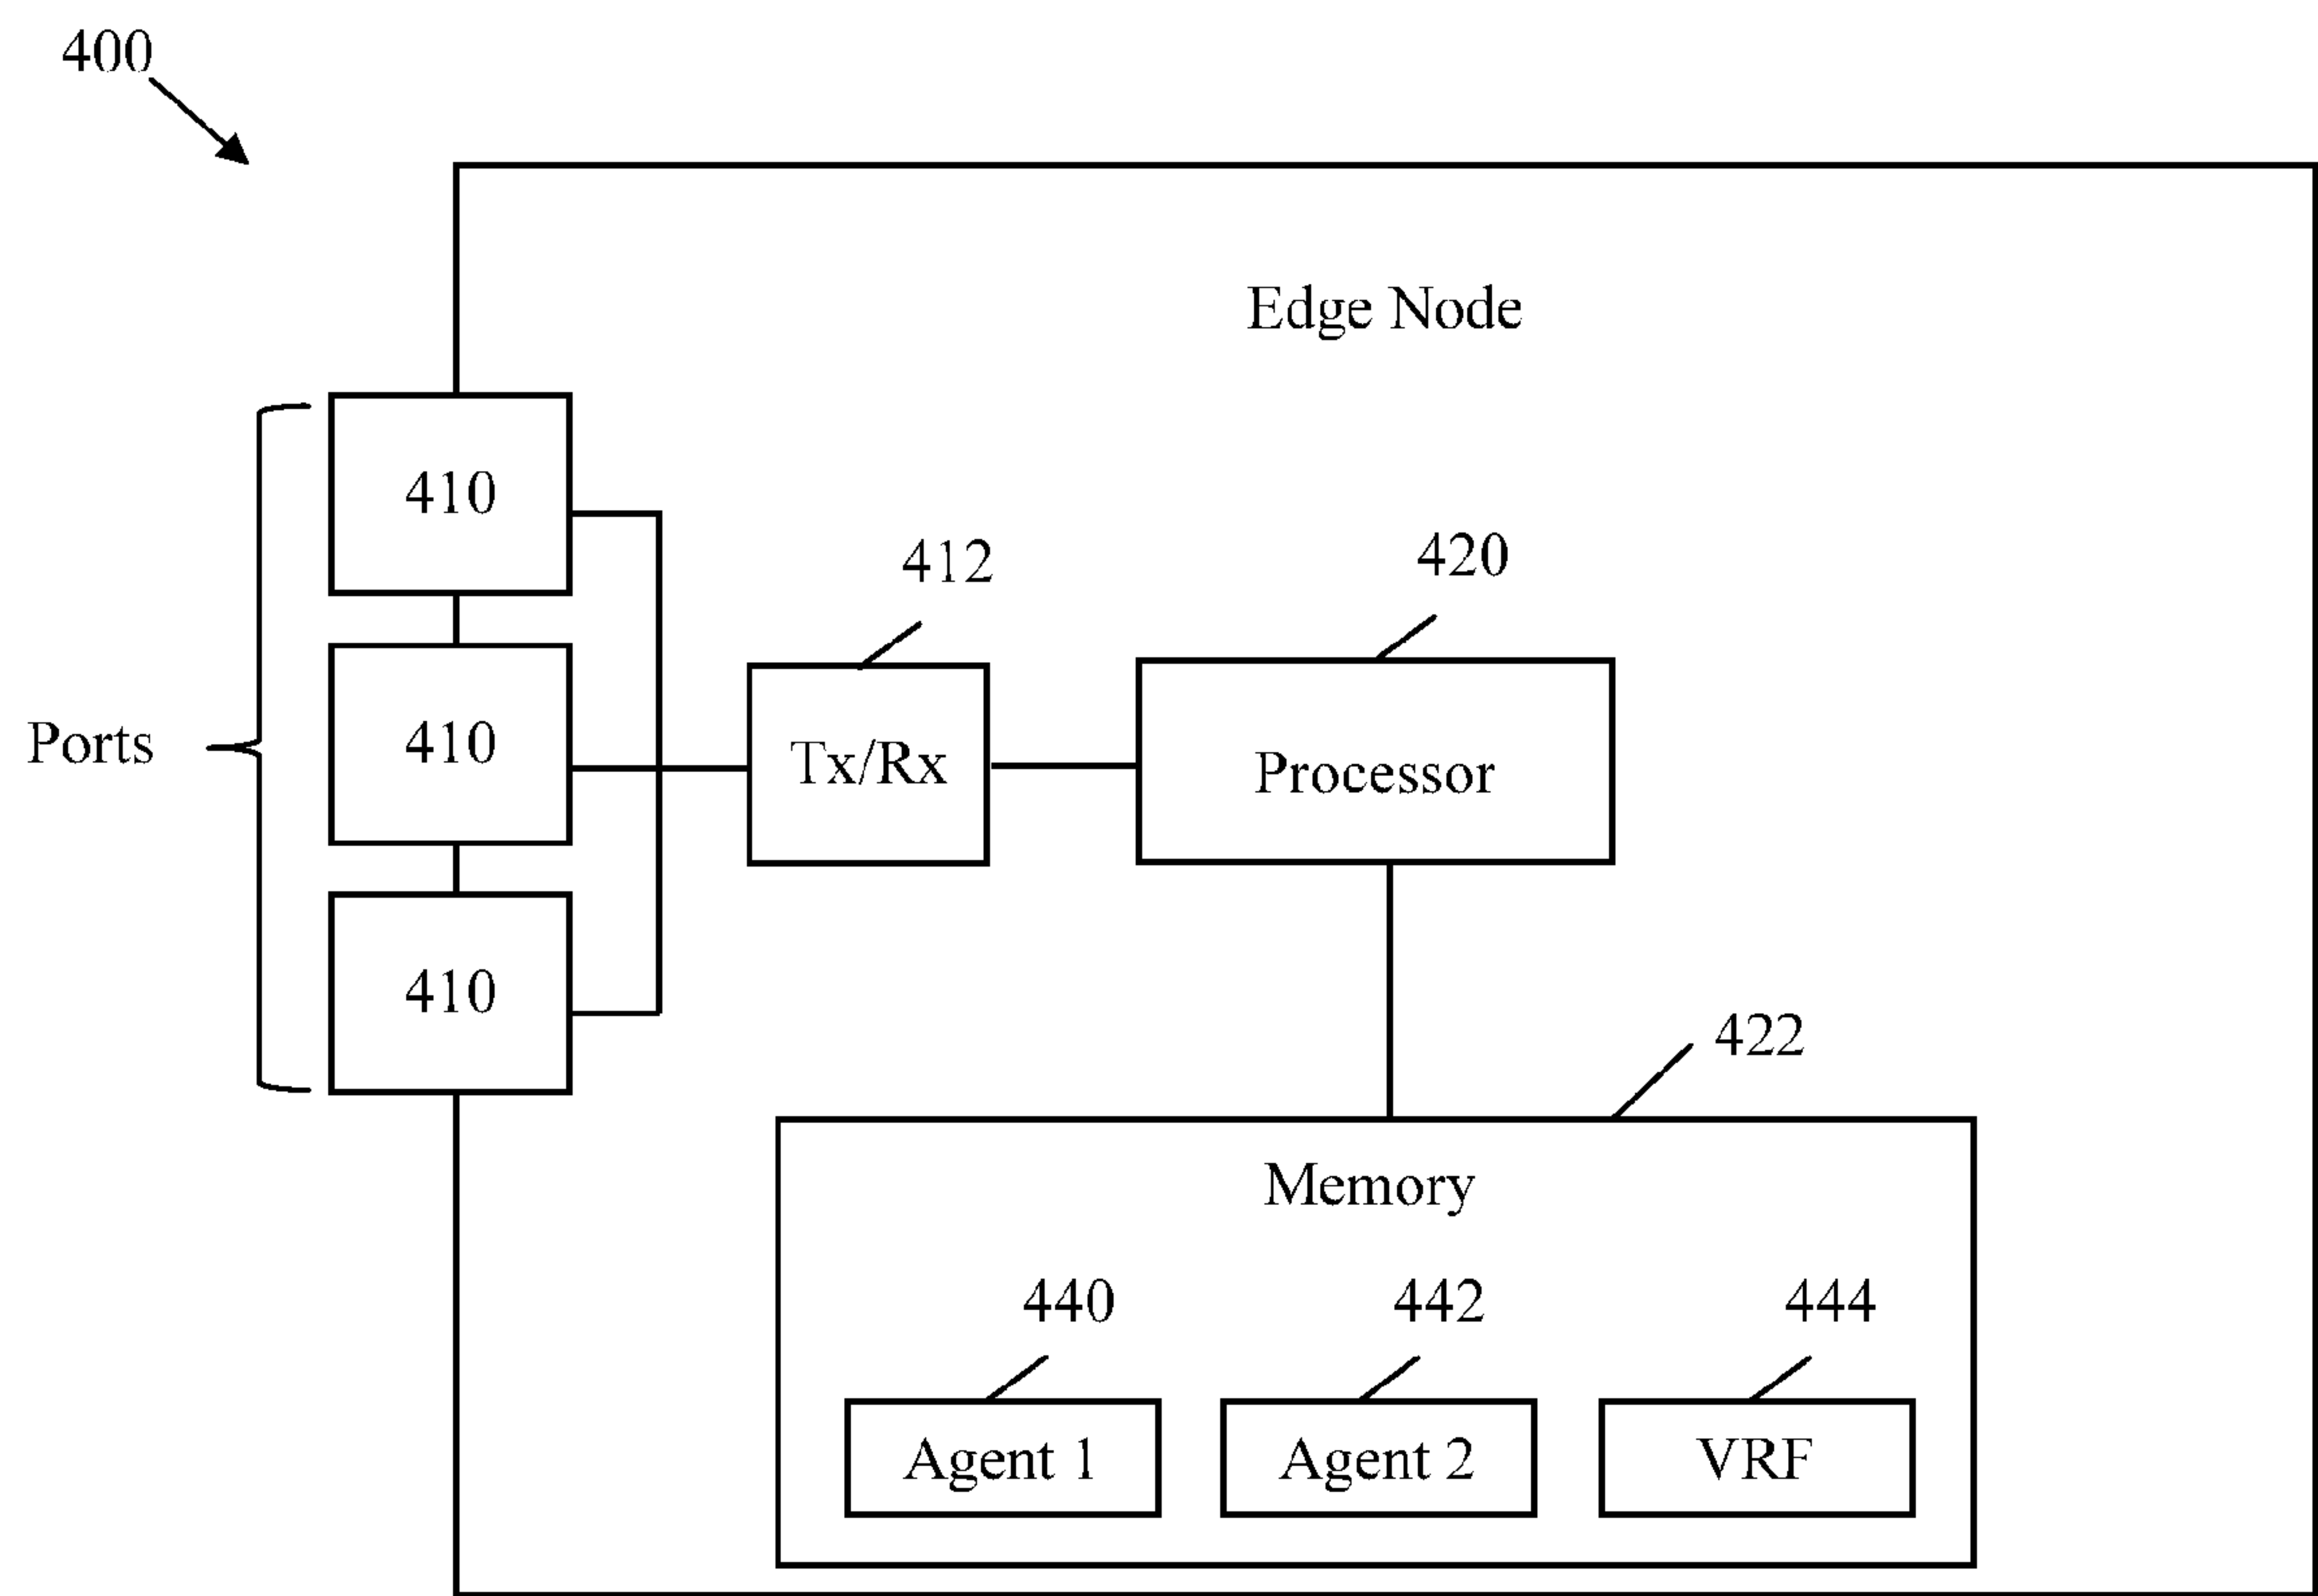 400
Edge Node
410
412
420
Ports
410
Tx/Rx
Processor
410
422
Memory
440
442
444
Agent 1
Agent 2
VRF